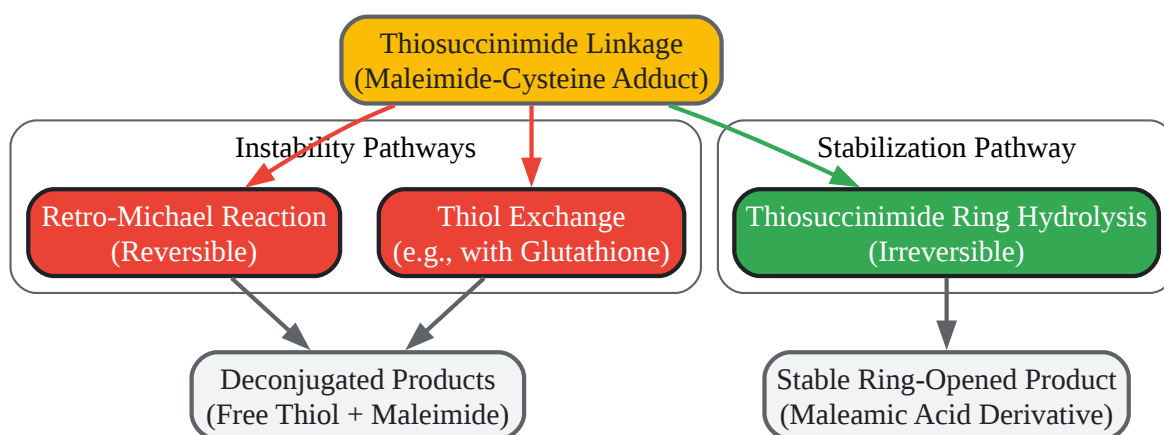 Thiosuccinimide Linkage
(Maleimide-Cysteine Adduct)
Instability Pathways
Stabilization Pathway
Retro-Michael Reaction
(Reversible)
Thiol Exchange
(e.g., with Glutathione)
Thiosuccinimide Ring Hydrolysis
(Irreversible)
Deconjugated Products
(Free Thiol + Maleimide)
Stable Ring-Opened Product
(Maleamic Acid Derivative)